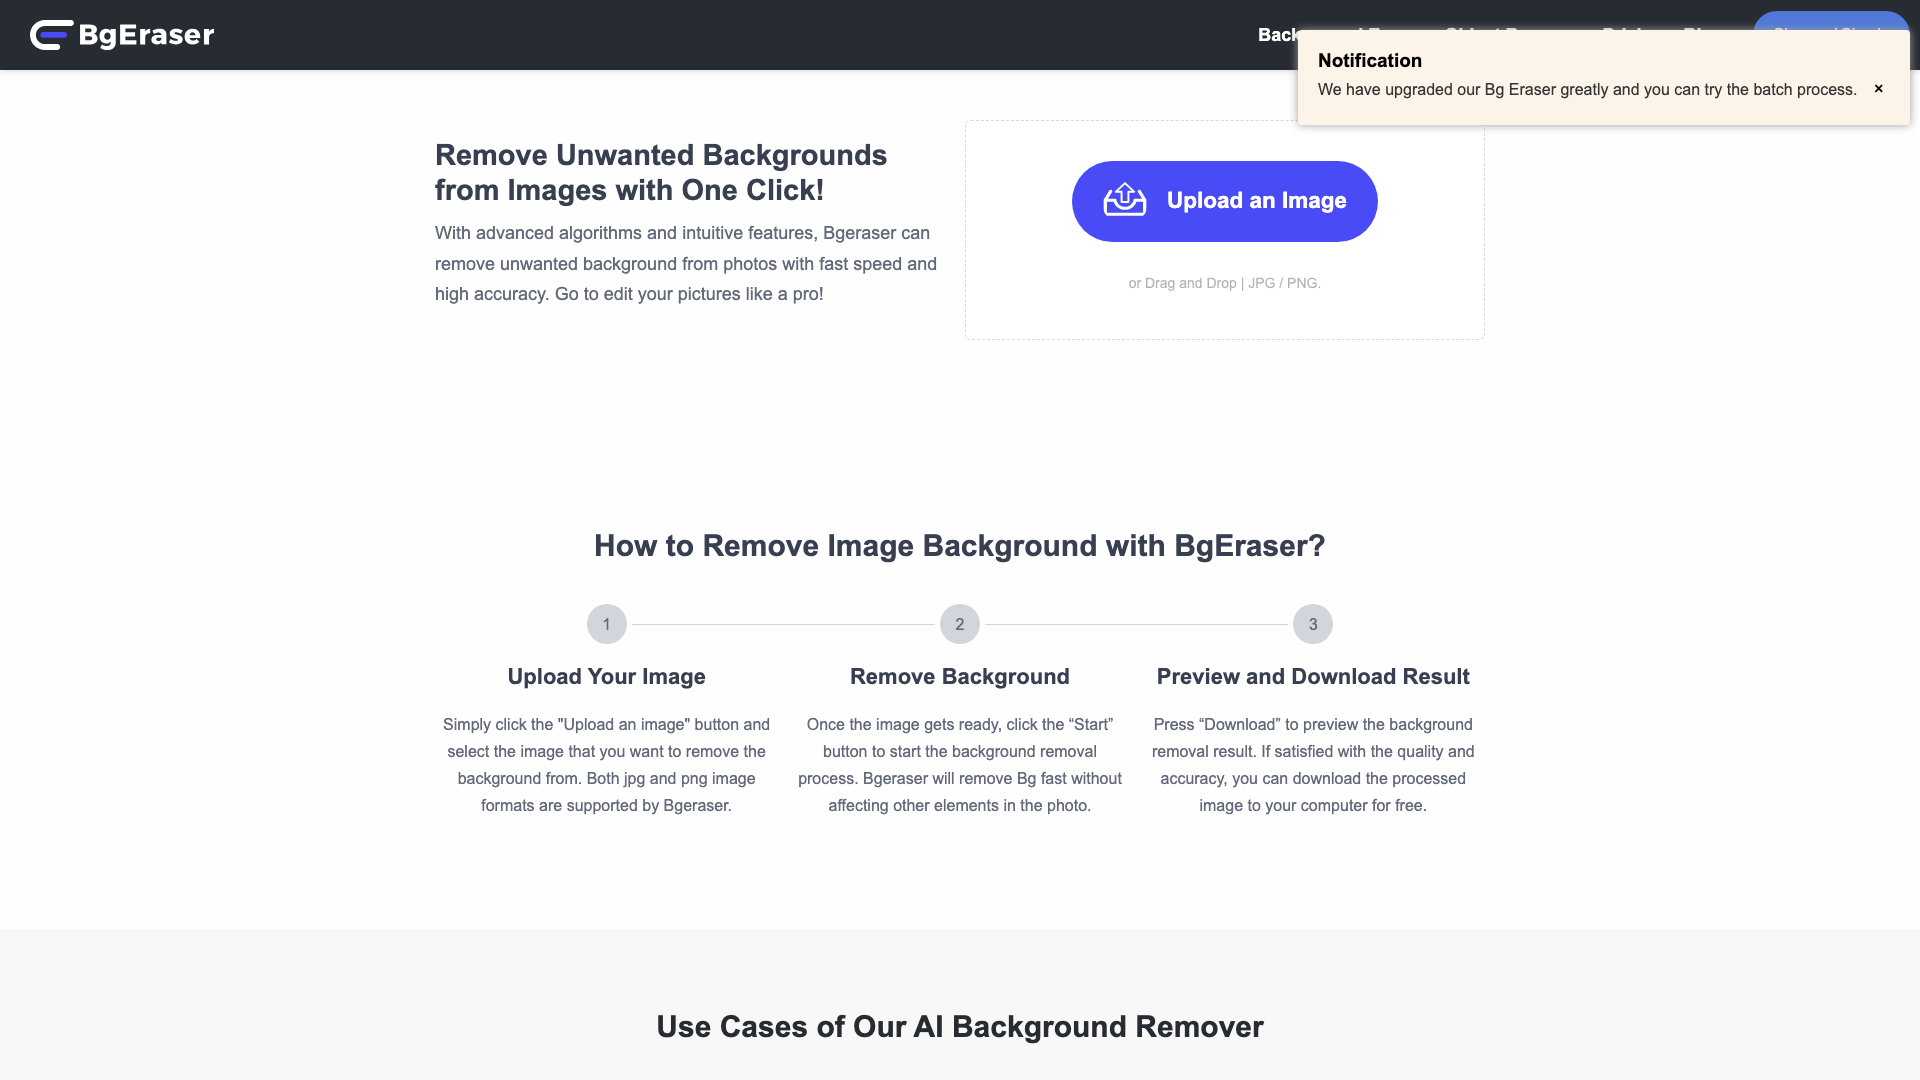 BgEraser
Notification
We have upgraded our Bg Eraser greatly and you can try the batch process. ×
Remove Unwanted Backgrounds
from Images with One Click!
With advanced algorithms and intuitive features, Bgeraser can
remove unwanted background from photos with fast speed and
high accuracy. Go to edit your pictures like a pro!
Upload an Image
or Drag and Drop | JPG / PNG.
How to Remove Image Background with BgEraser?
1
2
3
Upload Your Image
Simply click the "Upload an image" button and
select the image that you want to remove the
background from. Both jpg and png image
formats are supported by Bgeraser.
Remove Background
Once the image gets ready, click the “Start”
button to start the background removal
process. Bgeraser will remove Bg fast without
affecting other elements in the photo.
Preview and Download Result
Press “Download” to preview the background
removal result. If satisfied with the quality and
accuracy, you can download the processed
image to your computer for free.
Use Cases of Our AI Background Remover